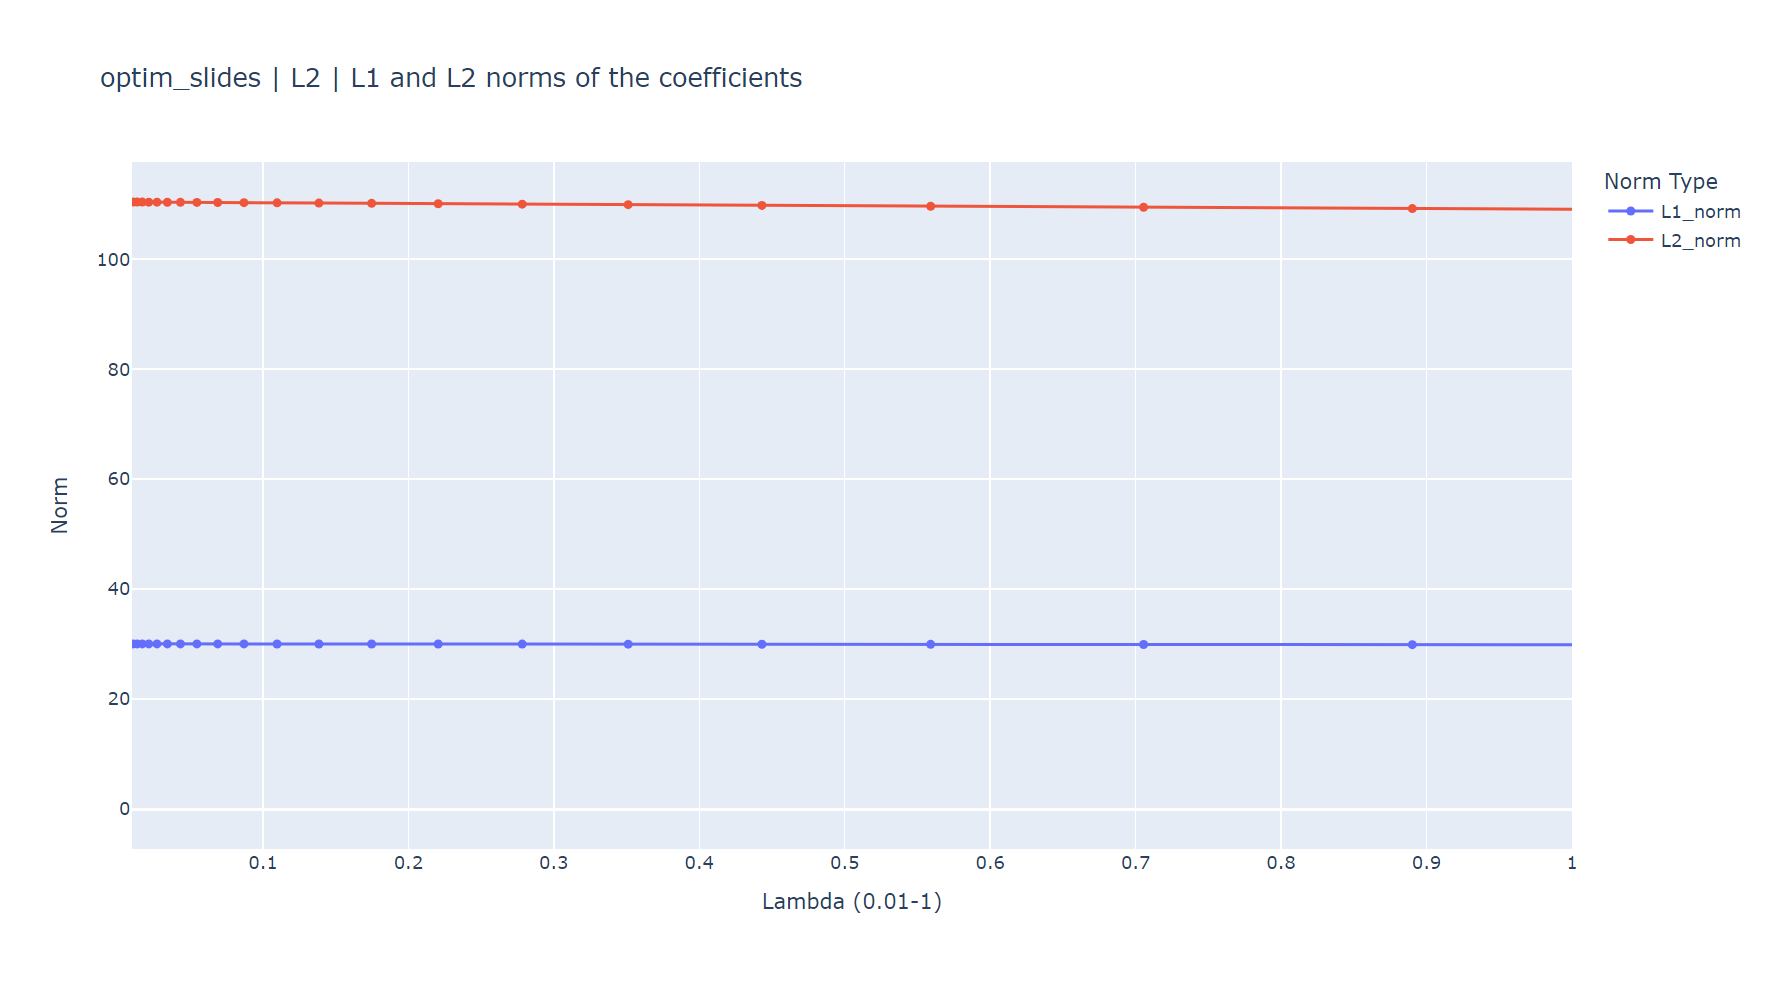 optim_slides | L2 | L1 and L2 norms of the coefficients
Norm Type
L1_norm
L2_norm
100
80
60
40
20
0
Norm
0.1 0.2 0.3 0.4 0.5 0.6 0.7 0.8 0.9 1
Lambda (0.01-1)